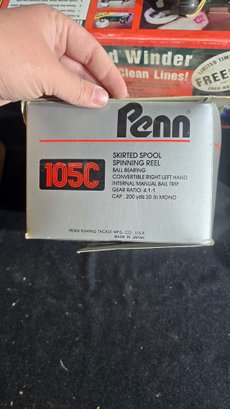 d Winder
clean Lines!
LIMITED TIME
FREE
Penn
105C
SKIRTED SPOOL
SPINNING REEL
BALL BEARING
CONVERTIBLE RIGHT LEFT HAND
INTERNAL MANUAL BAIL TRIP
GEAR RATIO 4.1-1
CAP. 200 yds 20 lb MONO
PENN FISHING TACKLE MFG. CO. U.S.A.
MADE IN JAPAN